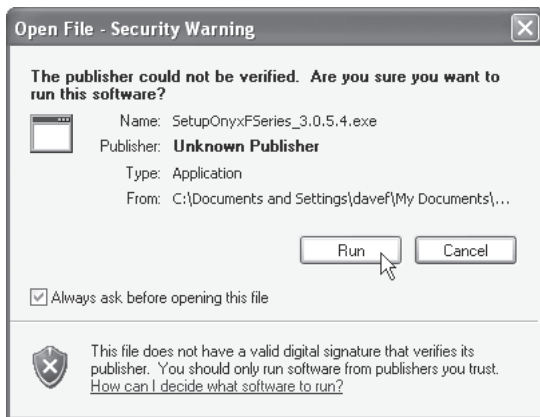 Open File - Security Warning
The publisher could not be verified.  Are you sure you want to
run this software?
Name: SetupOnyxFSeries_3.0.5.4.exe
Publisher: Unknown Publisher
Type: Application
From: C:\Documents and Settings\davef\My Documents\...
Run Cancel
Always ask before opening this file
This file does not have a valid digital signature that verifies its
publisher.  You should only run software from publishers you trust.
How can I decide what software to run?